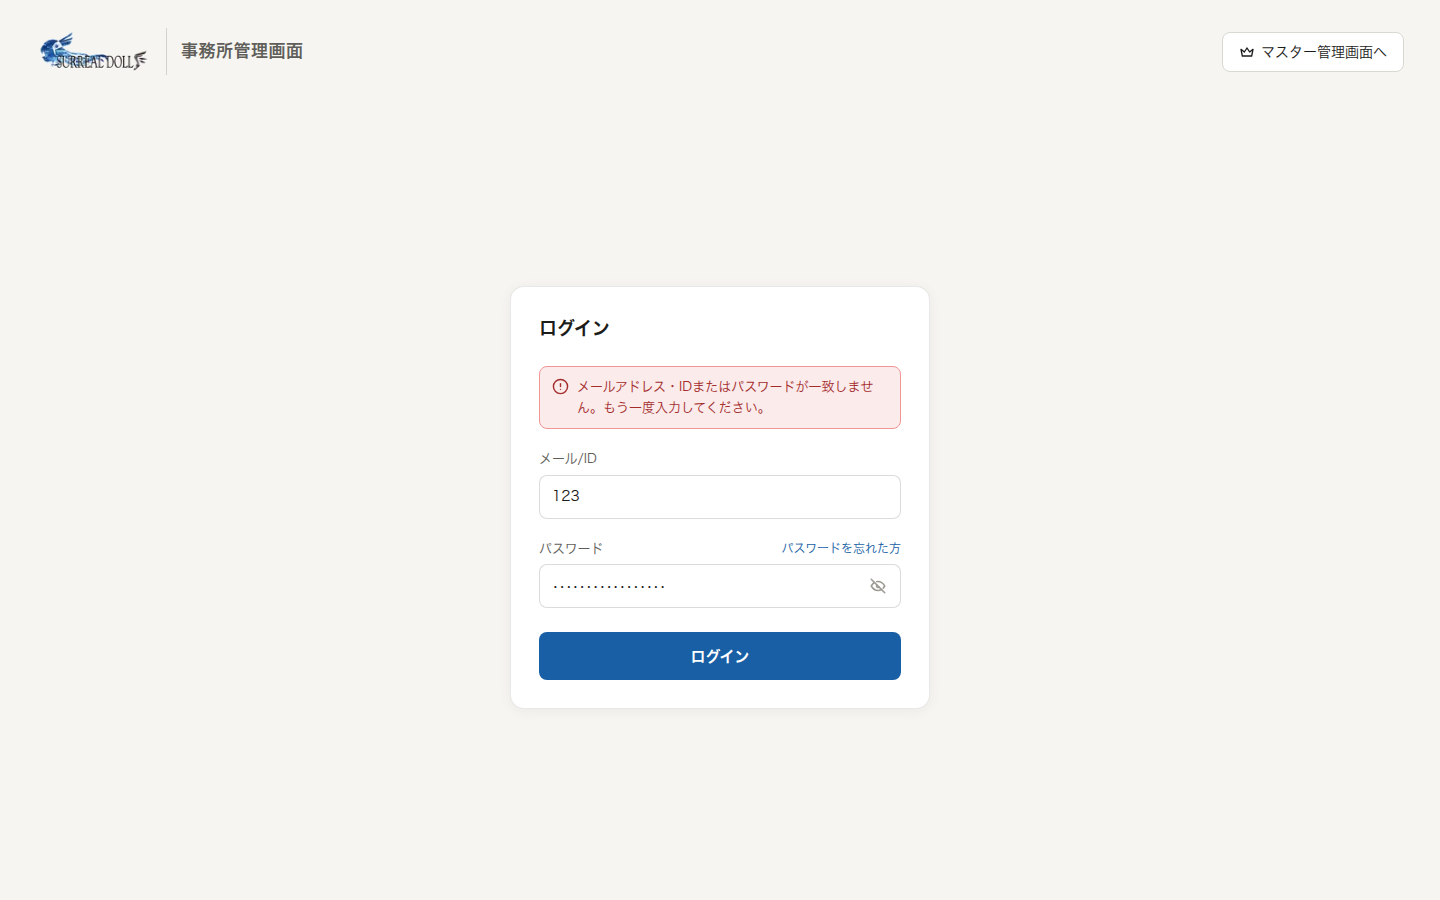 SURREAL DOLL
事務所管理画面
マスター管理画面へ
ログイン
メールアドレス・IDまたはパスワードが一致しませ
ん。もう一度入力してください。
メール/ID
123
パスワード
パスワードを忘れた方
ログイン